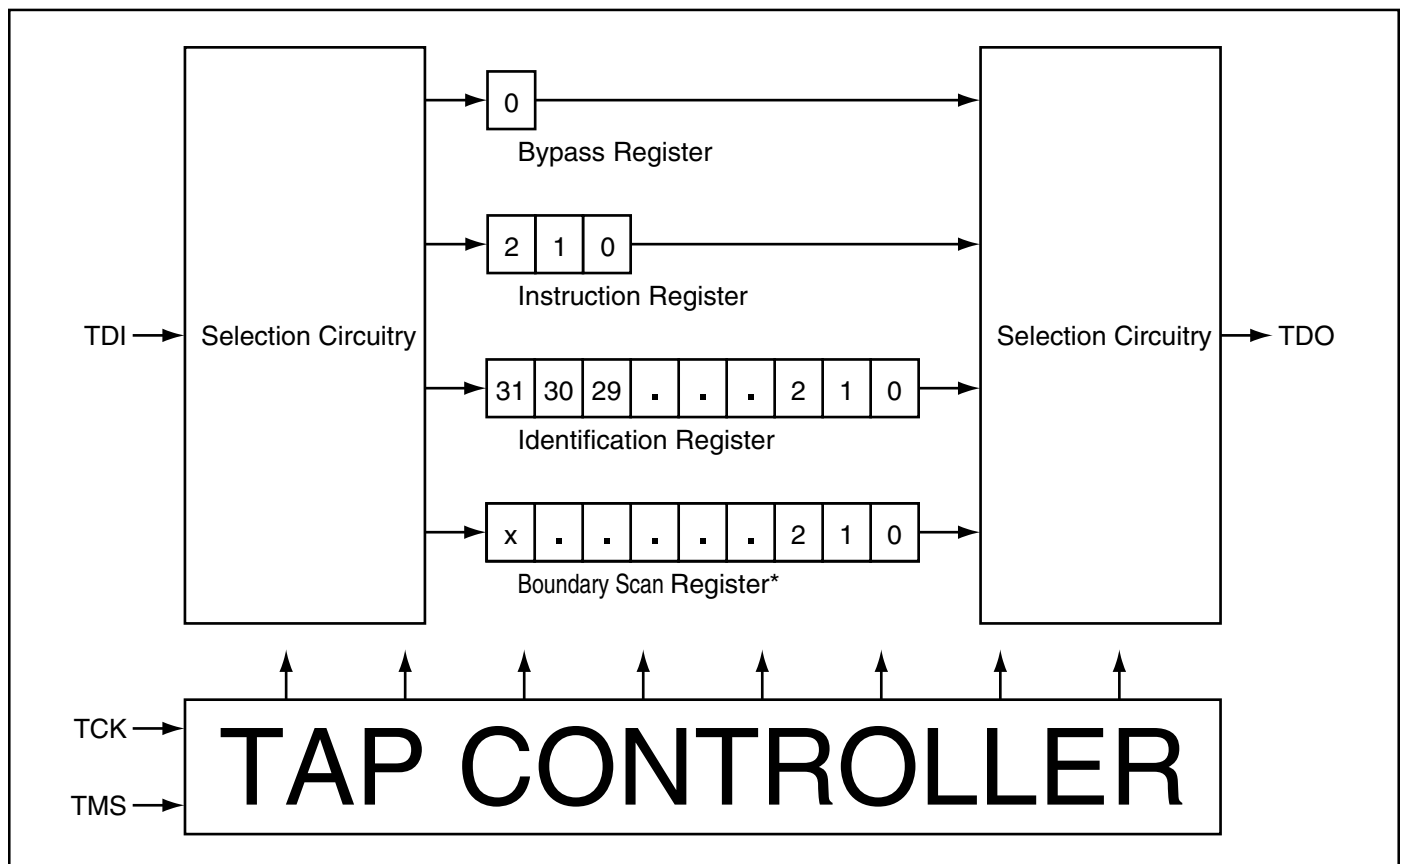 0
Bypass Register
2 1 0
Instruction Register
TDI
Selection Circuitry
Selection Circuitry
TDO
31 30 29 . . . 2 1 0
Identification Register
x . . . . . 2 1 0
Boundary Scan Register*
TCK
TMS
TAP CONTROLLER